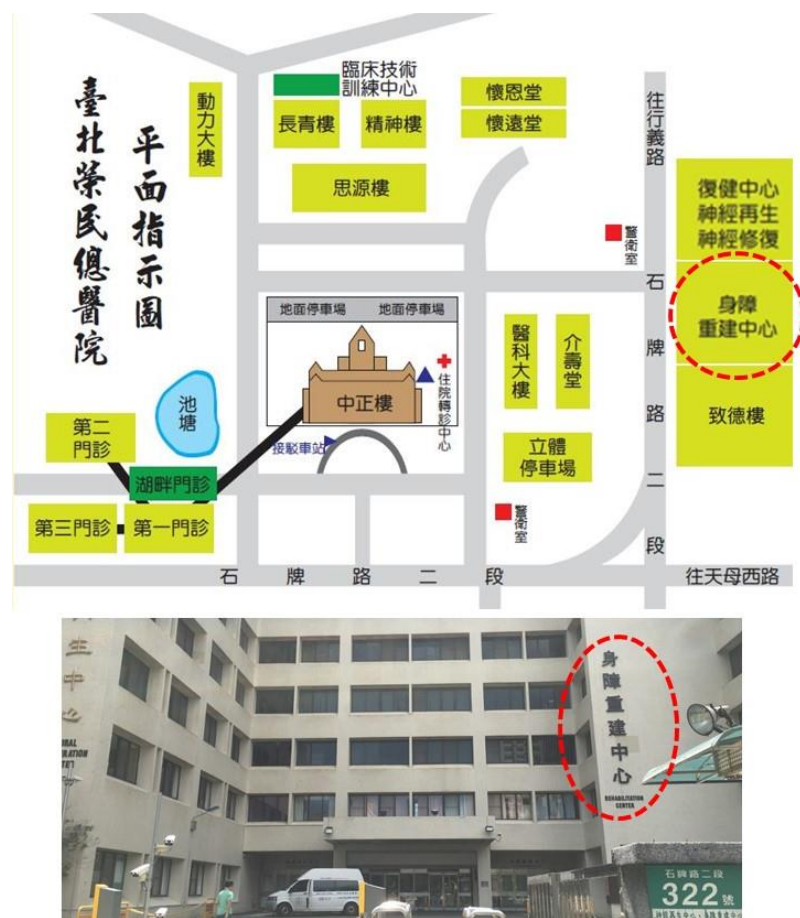 臺北榮民總醫院
平面指示圖
動力大樓
臨床技術
訓練中心
長青樓
精神樓
思源樓
懷恩堂
懷遠堂
往行義路
警衛室
復健中心
神經再生
神經修復
身障
重建中心
致德樓
石牌路二段
地面停車場
地面停車場
中正樓
住院轉診中心
接駁車站
醫科大樓
介壽堂
立體
停車場
警衛室
池塘
第二
門診
湖畔門診
第三門診
第一門診
石牌路二段
往天母西路
生中心
身障重建中心
REHABILITATION
CENTER
石牌路二段
322號